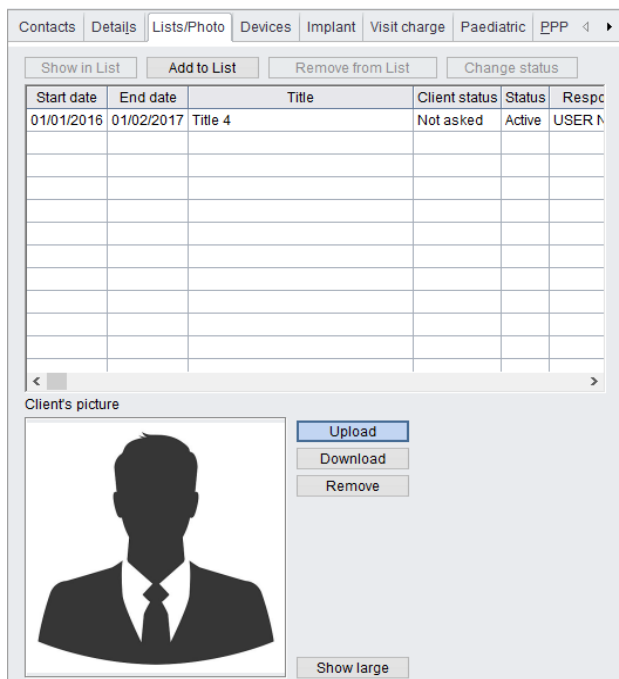 Contacts Details Lists/Photo Devices Implant Visit charge Paediatric PPP
Show in List Add to List Remove from List Change status
Start date End date Title Client status Status Respo
01/01/2016 01/02/2017 Title 4 Not asked Active USER N
Client's picture
Upload
Download
Remove
Show large